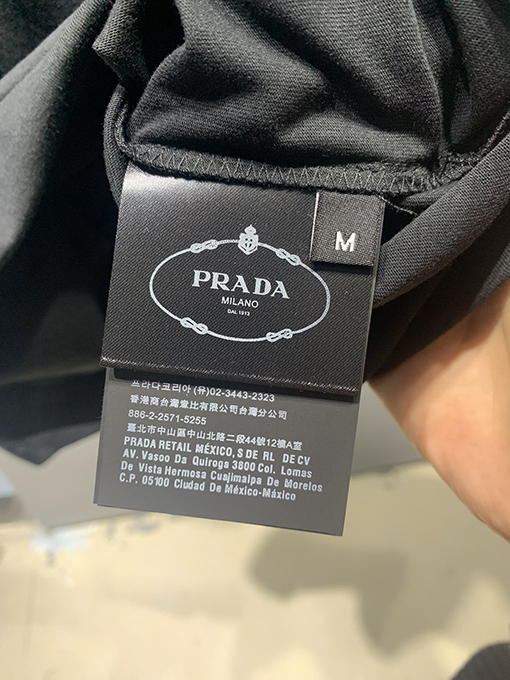 M
PRADA
MILANO
DAL 1913
프라다코리아 (유)02-3443-2323
香港商台灣壹比有限公司台灣分公司
886-2-2571-5255
臺北市中山區中山北路二段44號12樓A室
PRADA RETAIL MÉXICO, S DE RL DE CV
AV. Vasco Da Quiroga 3800 Col. Lomas
De Vista Hermosa Cuajimalpa De Morelos
C.P. 05100 Ciudad De México-México